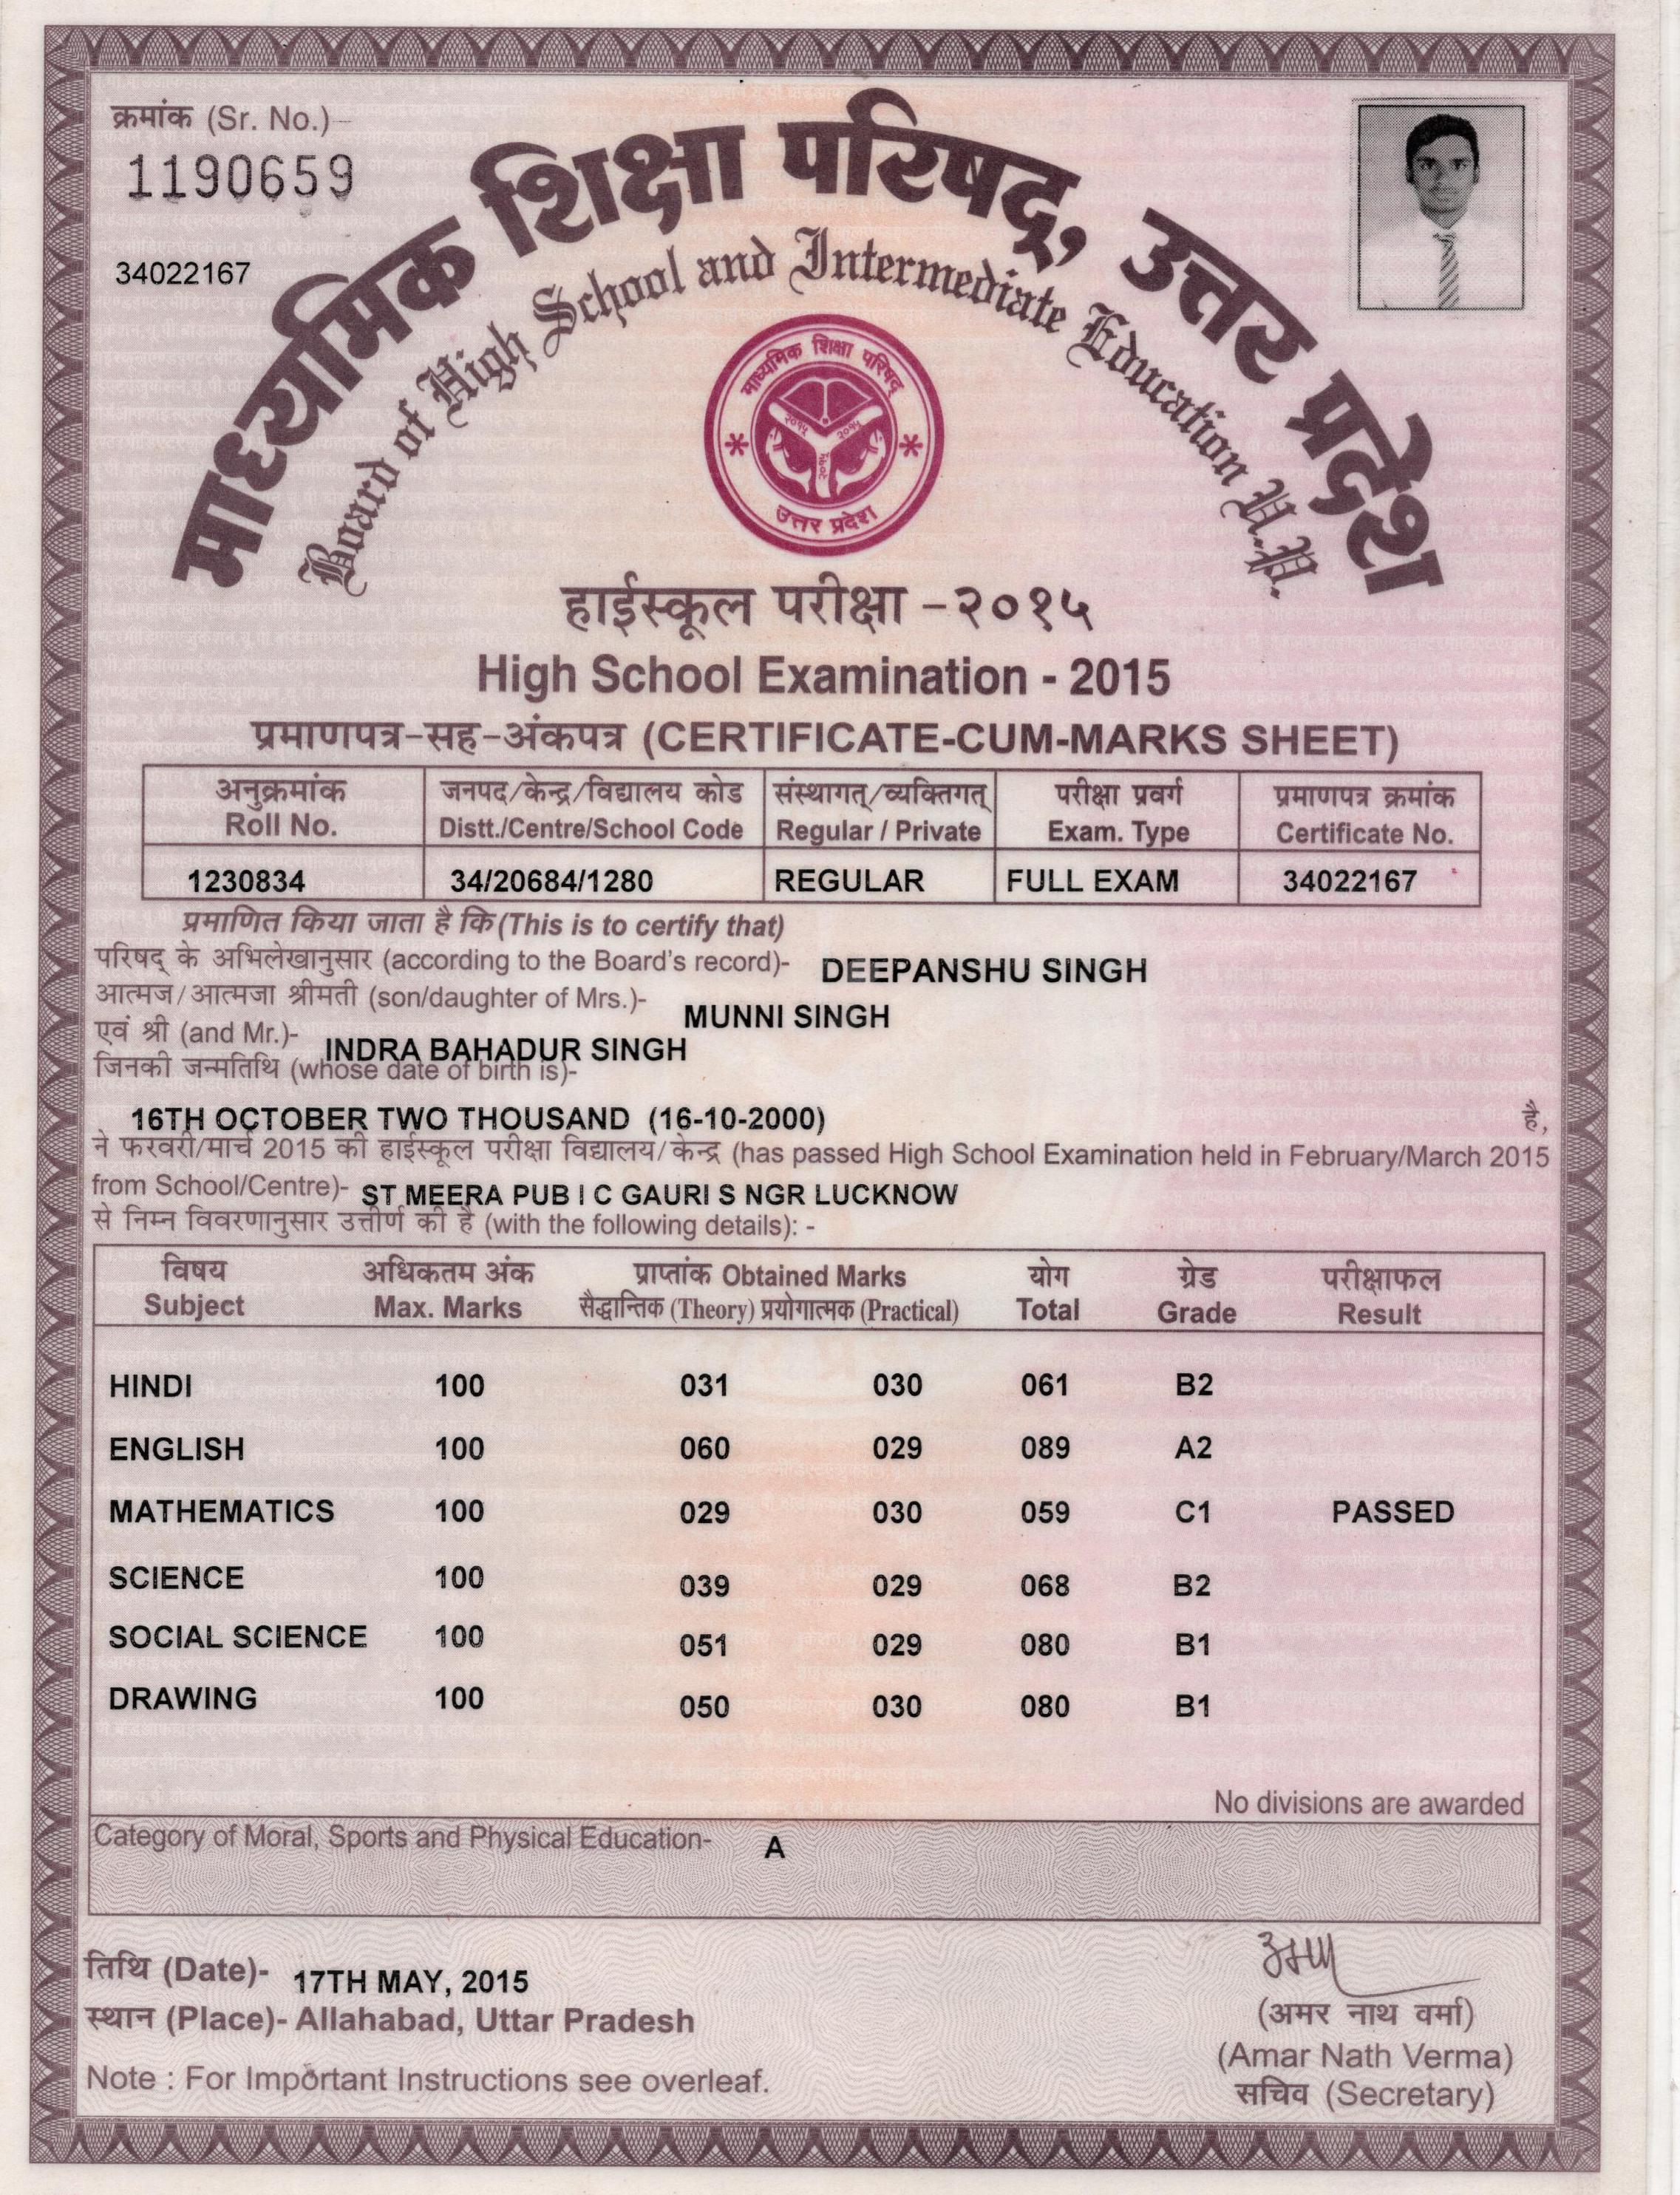 क्रमांक (Sr. No.)-
1190659
34022167
माध्यमिक शिक्षा परिषद्, उत्तर प्रदेश
Board of High School and Intermediate Education U.P.
माध्यमिक शिक्षा परिषद्
२०१५ २०१५
२०१५
उत्तर प्रदेश
हाईस्कूल परीक्षा -२०१५
High School Examination - 2015
प्रमाणपत्र-सह-अंकपत्र (CERTIFICATE-CUM-MARKS SHEET)
अनुक्रमांक जनपद/केन्द्र/विद्यालय कोड संस्थागत्/व्यक्तिगत् परीक्षा प्रवर्ग प्रमाणपत्र क्रमांक
Roll No. Distt./Centre/School Code Regular / Private Exam. Type Certificate No.
1230834 34/20684/1280 REGULAR FULL EXAM 34022167
प्रमाणित किया जाता है कि (This is to certify that)
परिषद् के अभिलेखानुसार (according to the Board's record)- DEEPANSHU SINGH
आत्मज/आत्मजा श्रीमती (son/daughter of Mrs.)- MUNNI SINGH
एवं श्री (and Mr.)- INDRA BAHADUR SINGH
जिनकी जन्मतिथि (whose date of birth is)-
16TH OCTOBER TWO THOUSAND (16-10-2000) है,
ने फरवरी/मार्च 2015 की हाईस्कूल परीक्षा विद्यालय/केन्द्र (has passed High School Examination held in February/March 2015
from School/Centre)- ST MEERA PUB I C GAURI S NGR LUCKNOW
से निम्न विवरणानुसार उत्तीर्ण की है (with the following details): -
विषय अधिकतम अंक प्राप्तांक Obtained Marks योग ग्रेड परीक्षाफल
Subject Max. Marks सैद्धान्तिक (Theory) प्रयोगात्मक (Practical) Total Grade Result
HINDI 100 031 030 061 B2
ENGLISH 100 060 029 089 A2
MATHEMATICS 100 029 030 059 C1 PASSED
SCIENCE 100 039 029 068 B2
SOCIAL SCIENCE 100 051 029 080 B1
DRAWING 100 050 030 080 B1
No divisions are awarded
Category of Moral, Sports and Physical Education- A
तिथि (Date)- 17TH MAY, 2015
स्थान (Place)- Allahabad, Uttar Pradesh
Note : For Important Instructions see overleaf.
(अमर नाथ वर्मा)
(Amar Nath Verma)
सचिव (Secretary)